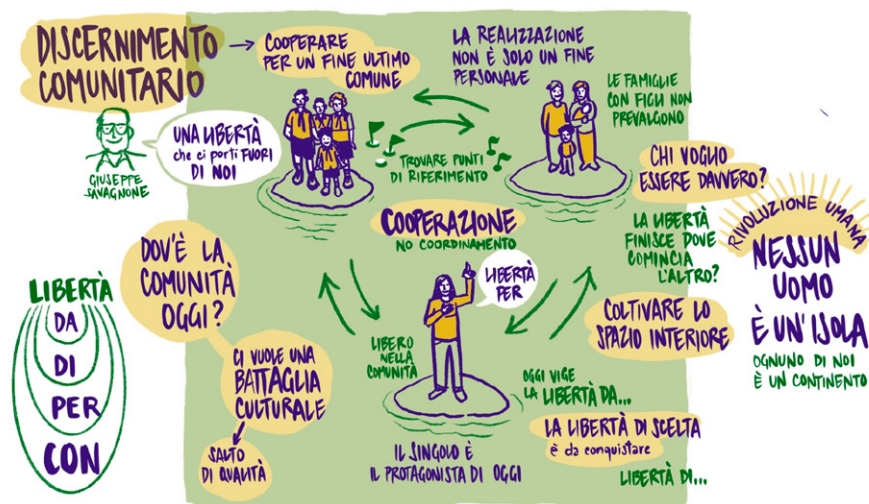 DISCERNIMENTO
COMUNITARIO
COOPERARE
PER UN FINE ULTIMO
COMUNE
LA REALIZZAZIONE
NON È SOLO UN FINE
PERSONALE
LE FAMIGLIE
CON FIGLI NON
PREVALGONO
GIUSEPPE
SAVAGNONE
UNA LIBERTÀ
che ci porti FUORI
DI NOI
TROVARE PUNTI
DI RIFERIMENTO
CHI VOGLIO
ESSERE DAVVERO?
COOPERAZIONE
NO COORDINAMENTO
LA LIBERTÀ
FINISCE DOVE
COMINCIA
L'ALTRO?
RIVOLUZIONE UMANA
NESSUN
UOMO
È UN'ISOLA
OGNUNO DI NOI
È UN CONTINENTE
DOV'È LA
COMUNITÀ
OGGI?
LIBERTÀ
DA
DI
PER
CON
LIBERTÀ
PER
COLTIVARE LO
SPAZIO INTERIORE
LIBERO
NELLA
COMUNITÀ
CI VUOLE UNA
BATTAGLIA
CULTURALE
SALTO
DI QUALITÀ
OGGI VIGE
LA LIBERTÀ DA...
LA LIBERTÀ DI SCELTA
è da conquistare
LIBERTÀ DI...
IL SINGOLO È
IL PROTAGONISTA DI OGGI